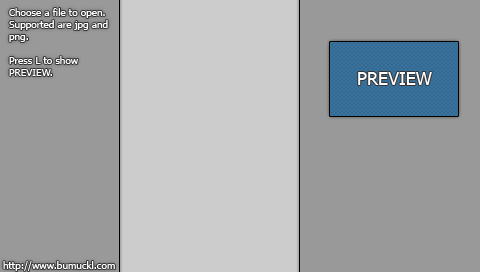 Choose a file to open.
Supported are jpg and
png.
Press L to show
PREVIEW.
PREVIEW
http://www.bumuckl.com